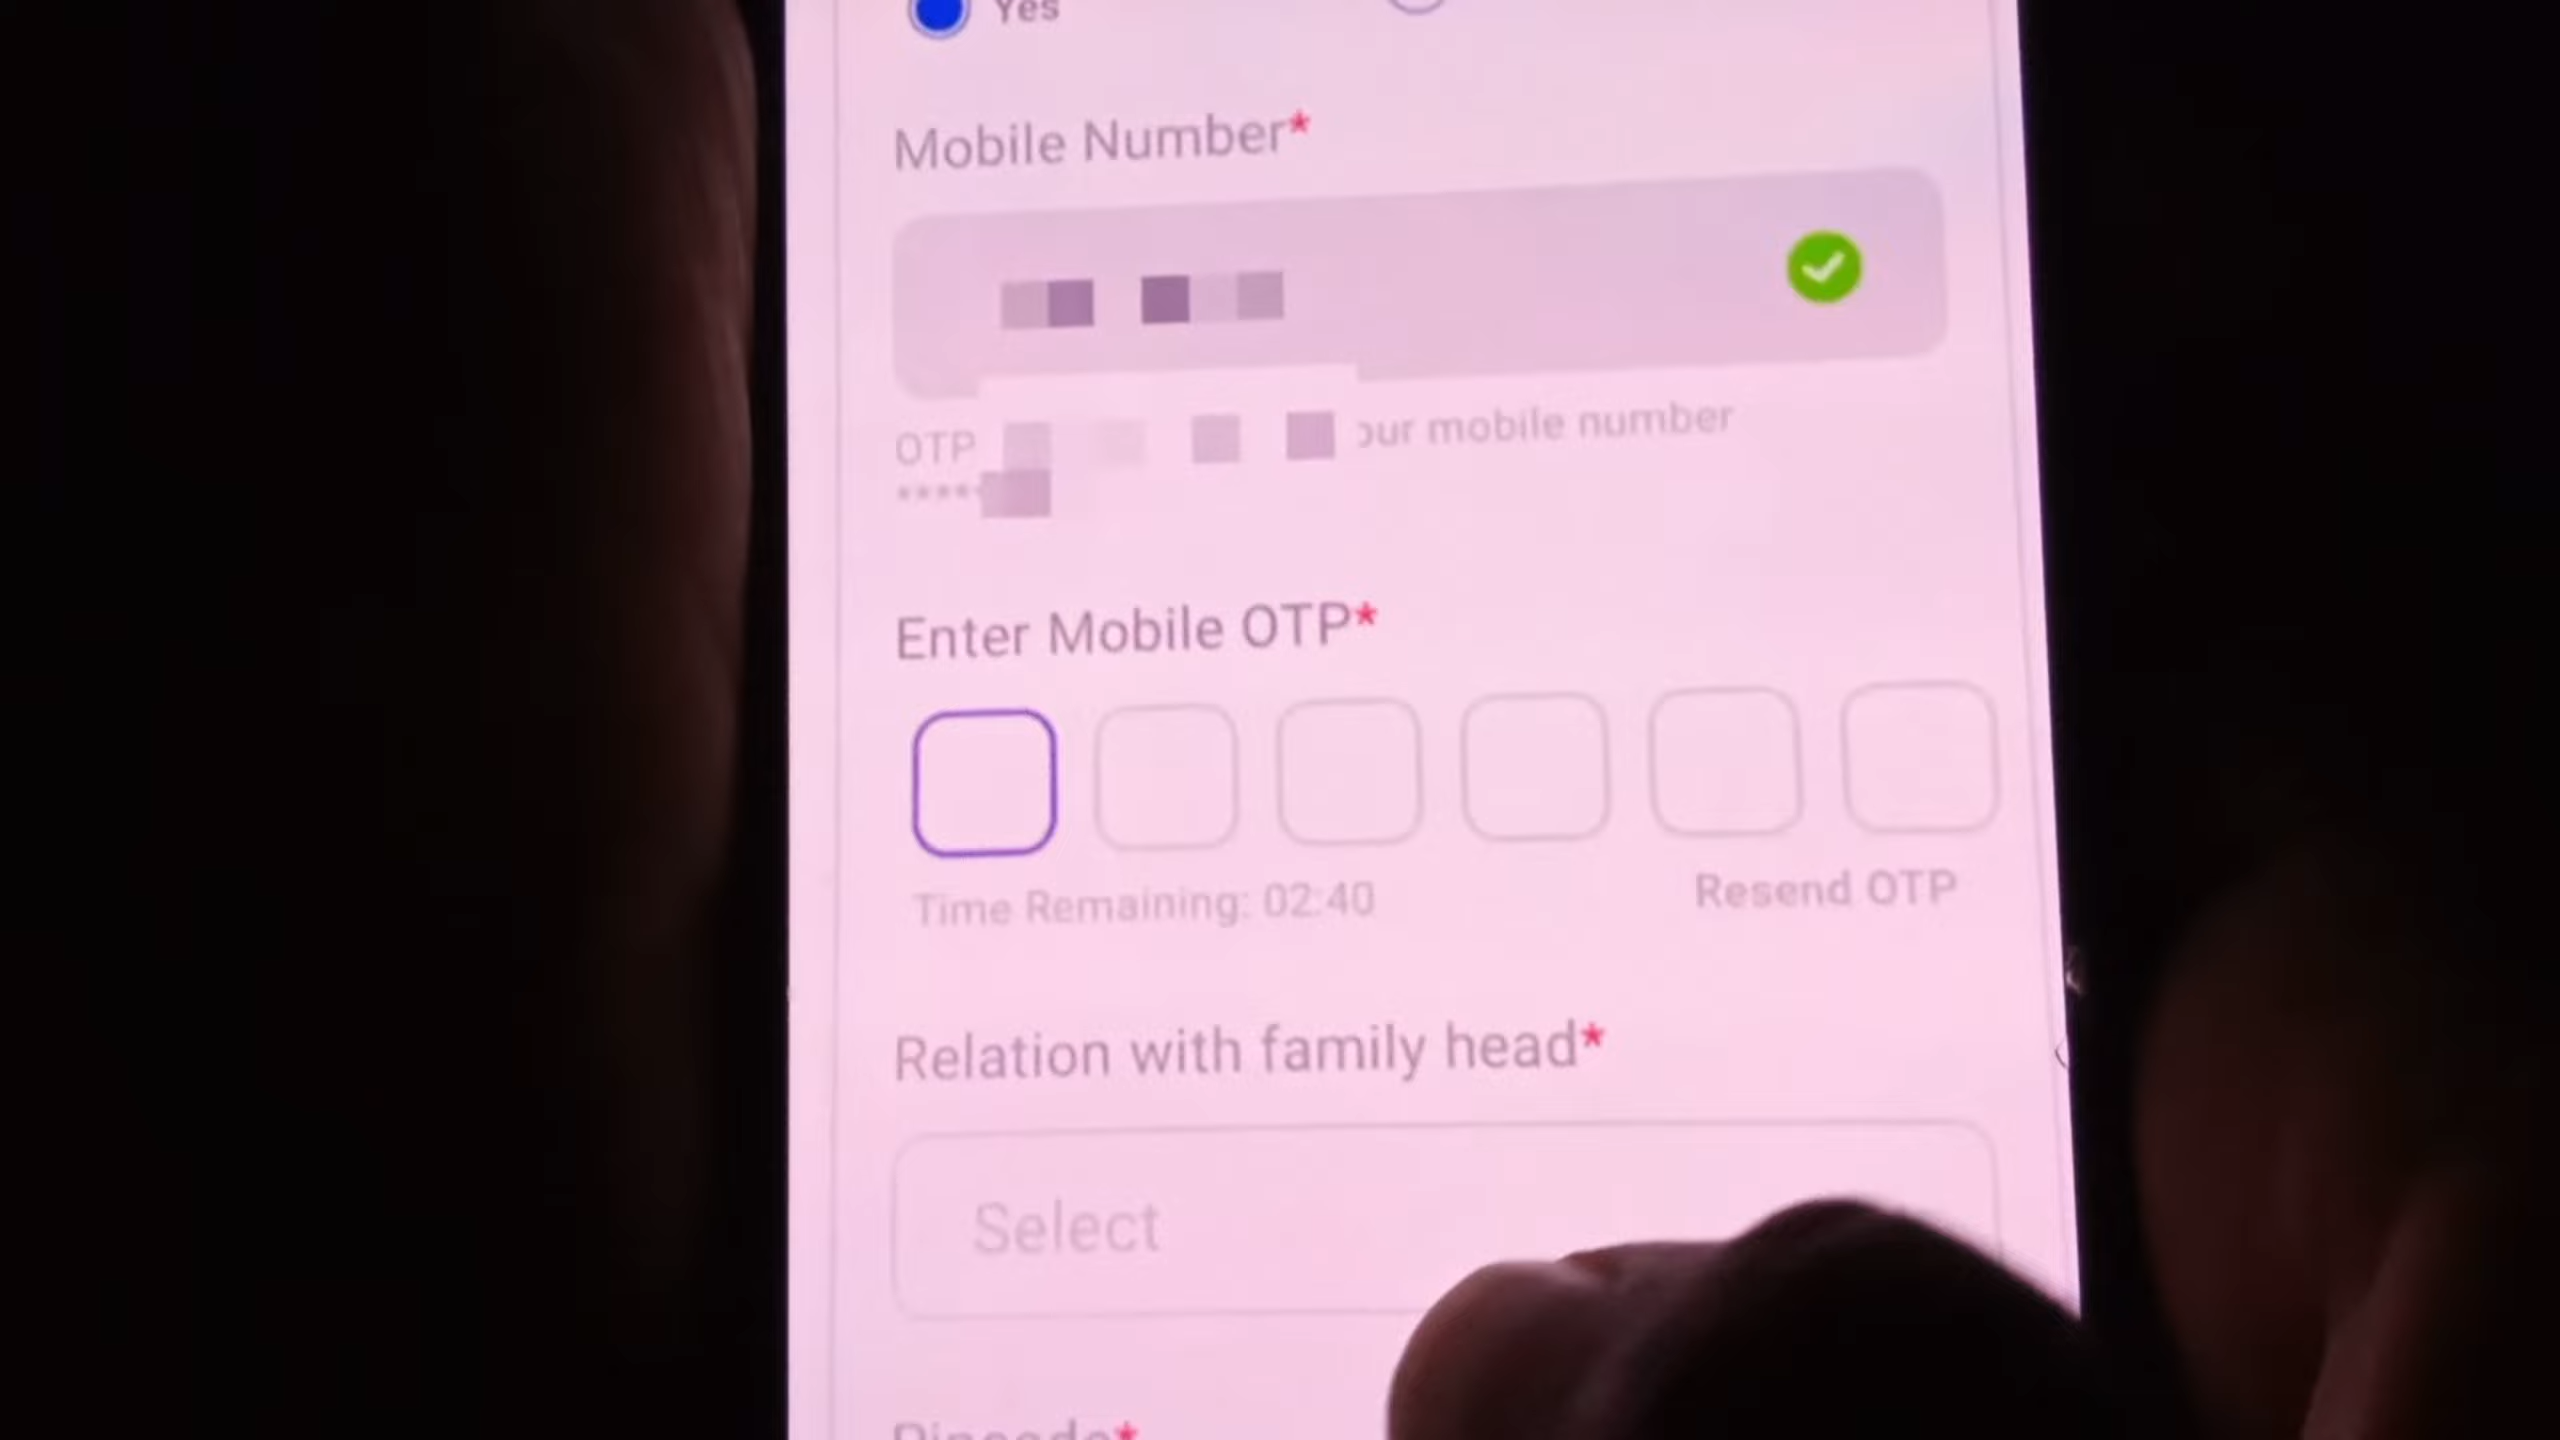 Yes
Mobile Number*
OTP our mobile number
****
Enter Mobile OTP*
Time Remaining: 02:40 Resend OTP
Relation with family head*
Select
Pincode*